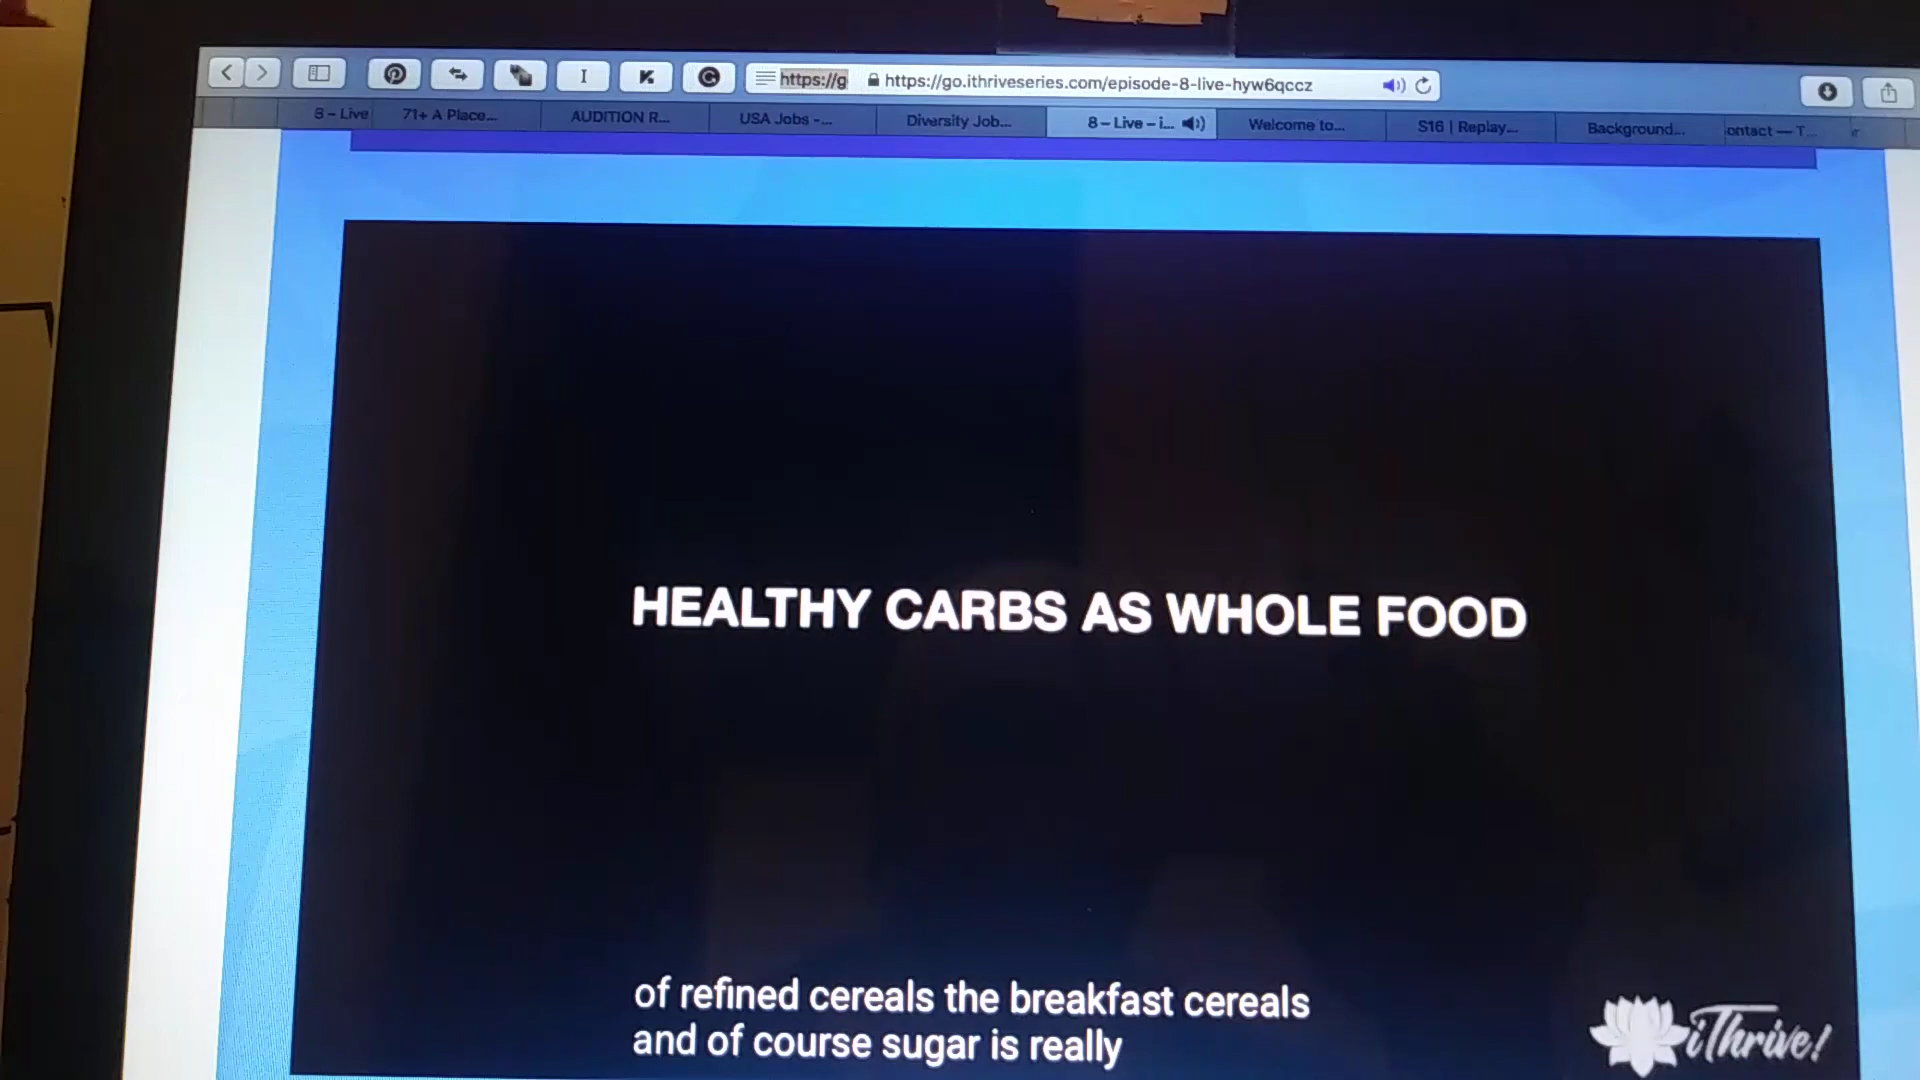 https://g https://go.ithriveseries.com/episode-8-live-hyw6qccz
8 – Live 71+ A Place... AUDITION R... USA Jobs -... Diversity Job... 8 – Live – i... Welcome to... S16 | Replay... Background... ontact — T...
HEALTHY CARBS AS WHOLE FOOD
of refined cereals the breakfast cereals
and of course sugar is really
iThrive!